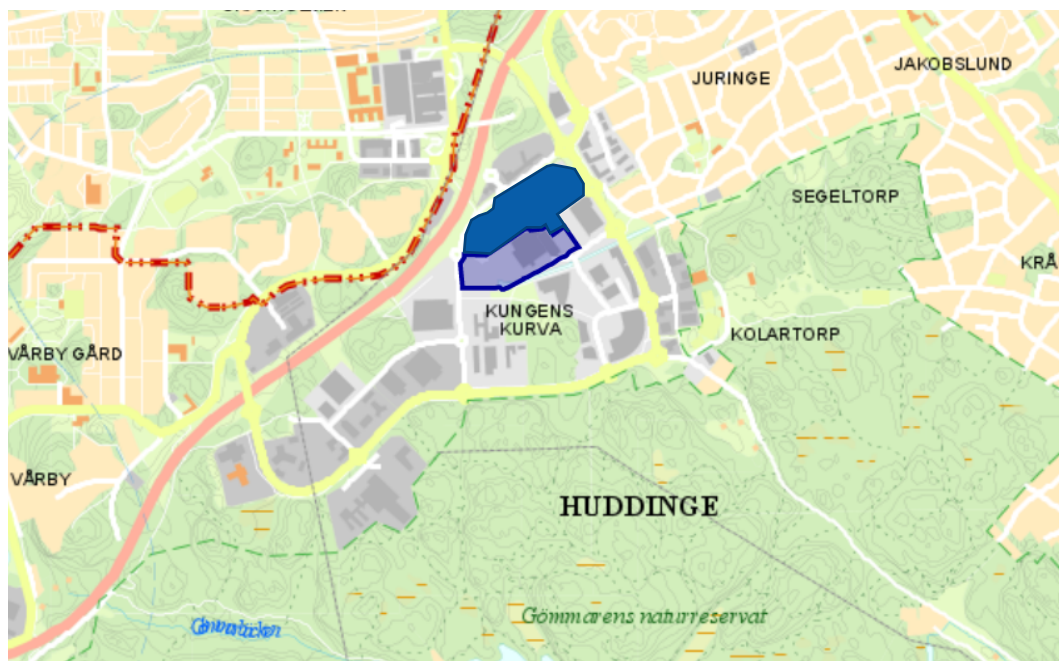 JAKOBSLUND
JURINGE
SEGELTORP
KRÅ
KUNGENS
KURVA
KOLARTORP
VÅRBY GÅRD
VÅRBY
HUDDINGE
Gömmarens naturreservat